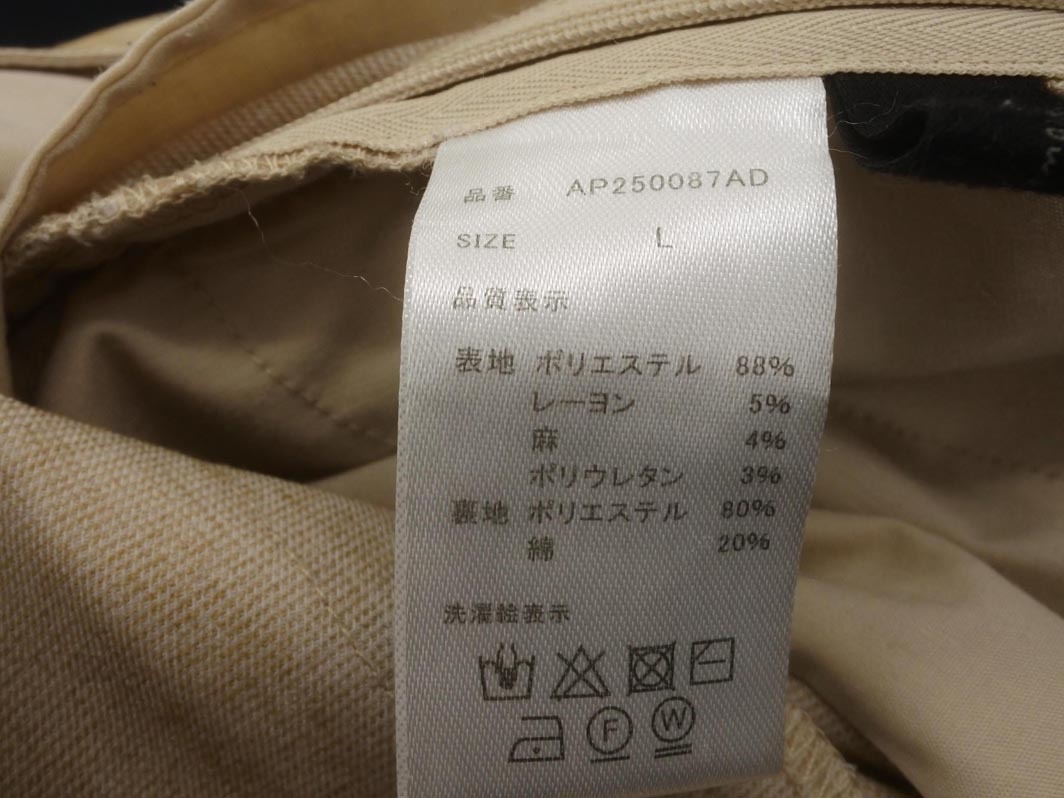 品番 AP250087AD
SIZE L
品質表示
表地 ポリエステル 88%
レーヨン 5%
麻 4%
ポリウレタン 3%
裏地 ポリエステル 80%
綿 20%
洗濯絵表示
F W